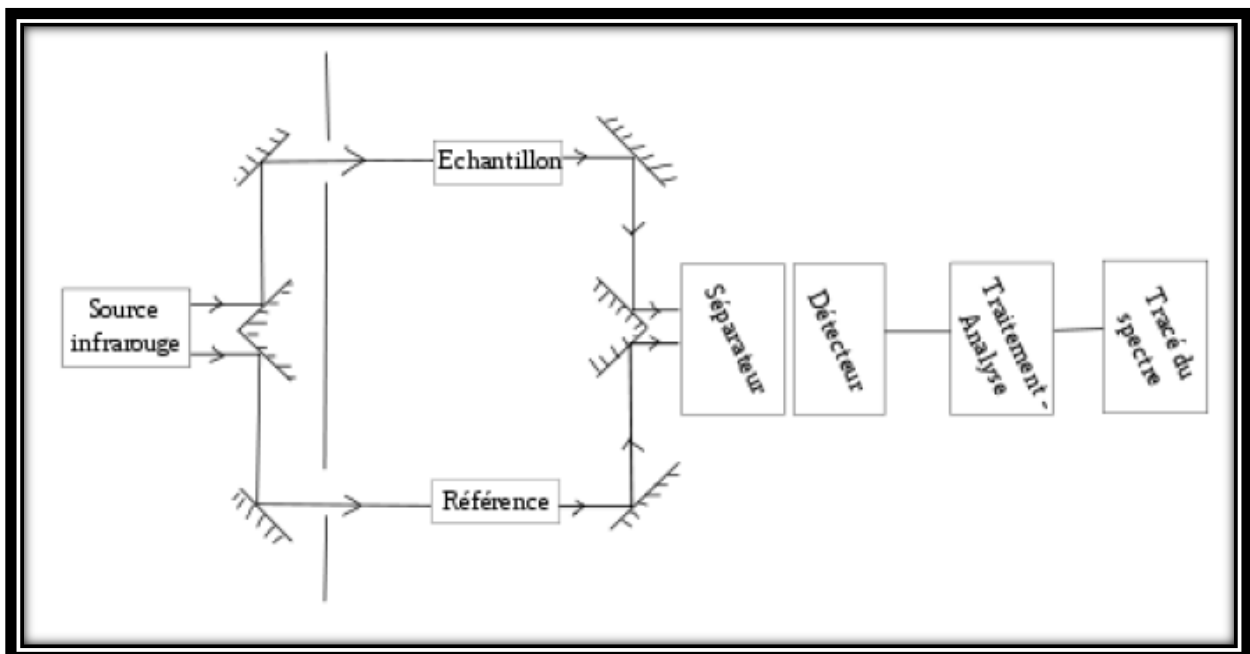 Echantillon
Source
infrarouge
Séparateur
Détecteur
Traitement -
Analyse
Tracé du
spectre
Référence